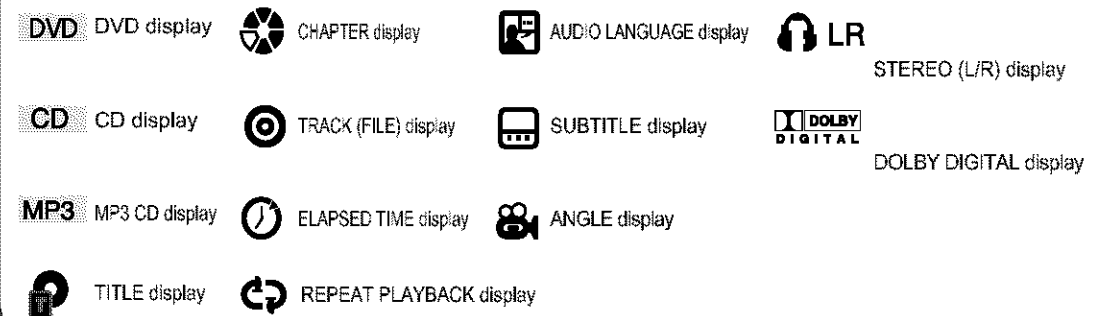 DVD DVD display CHAPTER display AUDIO LANGUAGE display LR
STEREO (L/R) display
CD CD display TRACK (FILE) display SUBTITLE display DOLBY
DIGITAL
DOLBY DIGITAL display
MP3 MP3 CD display ELAPSED TIME display ANGLE display
T TITLE display REPEAT PLAYBACK display